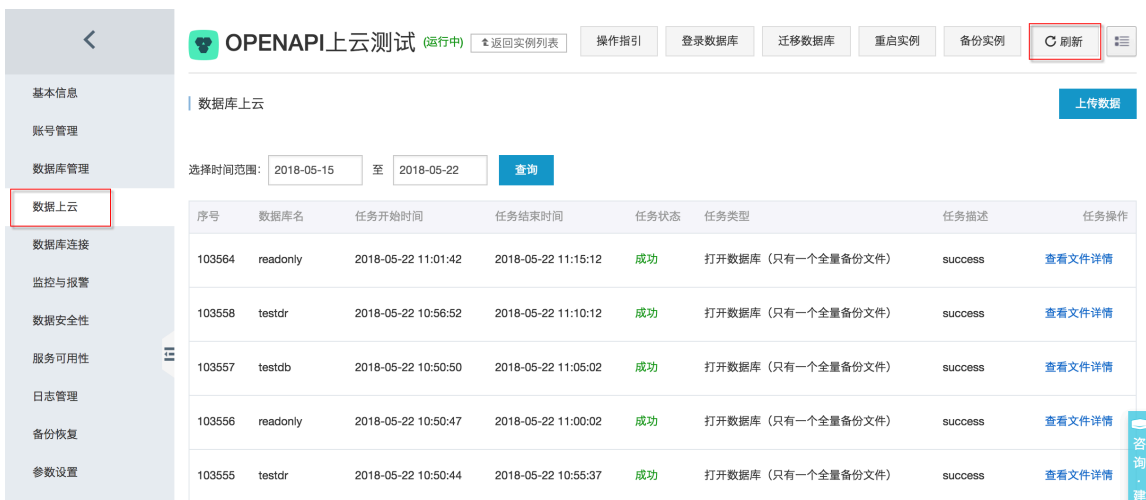 OPENAPI上云测试 (运行中) 返回实例列表 操作指引 登录数据库 迁移数据库 重启实例 备份实例 刷新
基本信息
账号管理
数据库管理
数据上云
数据库连接
监控与报警
数据安全性
服务可用性
日志管理
备份恢复
参数设置
数据库上云 上传数据
选择时间范围: 2018-05-15 至 2018-05-22 查询
序号 数据库名 任务开始时间 任务结束时间 任务状态 任务类型 任务描述 任务操作
103564 readonly 2018-05-22 11:01:42 2018-05-22 11:15:12 成功 打开数据库（只有一个全量备份文件） success 查看文件详情
103558 testdr 2018-05-22 10:56:52 2018-05-22 11:10:12 成功 打开数据库（只有一个全量备份文件） success 查看文件详情
103557 testdb 2018-05-22 10:50:50 2018-05-22 11:05:02 成功 打开数据库（只有一个全量备份文件） success 查看文件详情
103556 readonly 2018-05-22 10:50:47 2018-05-22 11:00:02 成功 打开数据库（只有一个全量备份文件） success 查看文件详情
103555 testdr 2018-05-22 10:50:44 2018-05-22 10:55:37 成功 打开数据库（只有一个全量备份文件） success 查看文件详情
咨
询
·